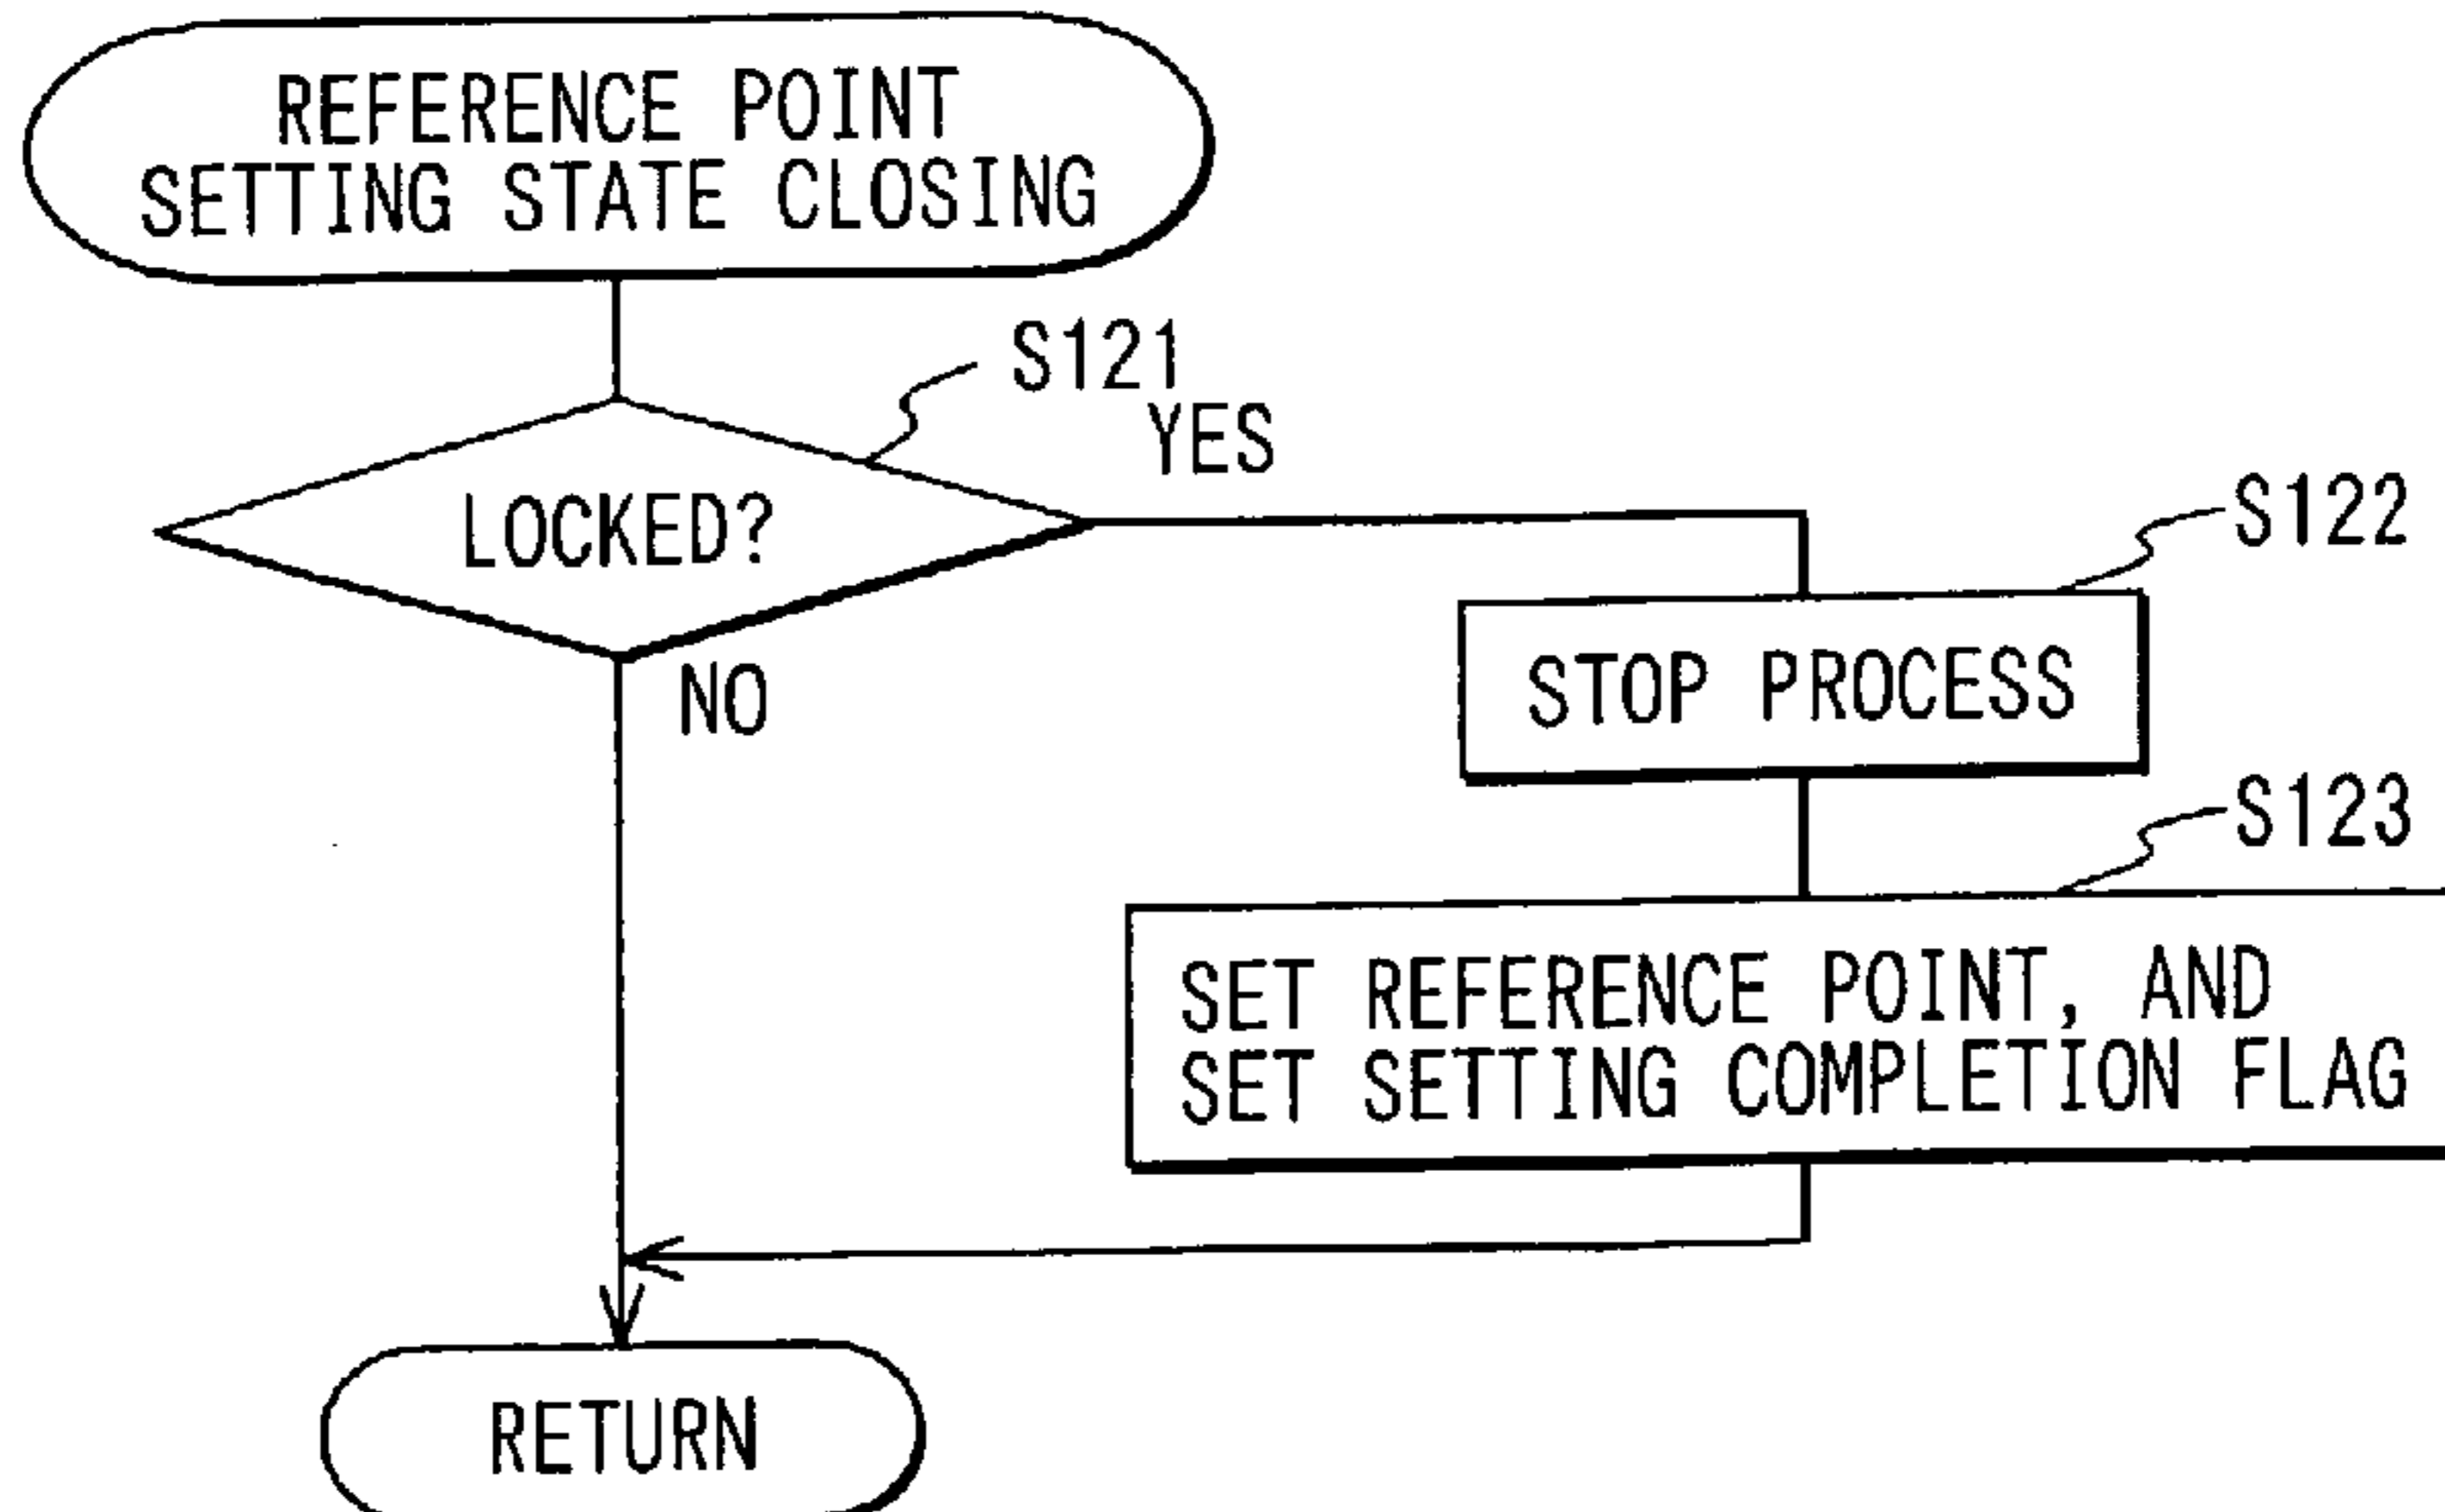 REFERENCE POINT
SETTING STATE CLOSING
S121
YES
LOCKED?
S122
NO
STOP PROCESS
S123
SET REFERENCE POINT, AND
SET SETTING COMPLETION FLAG
RETURN